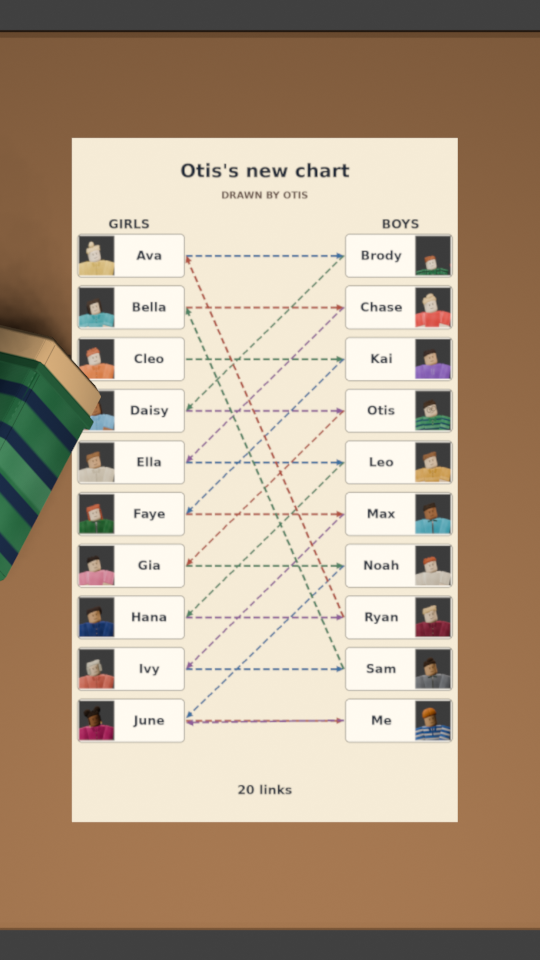 Otis's new chart
DRAWN BY OTIS
GIRLS BOYS
Ava Brody
Bella Chase
Cleo Kai
Daisy Otis
Ella Leo
Faye Max
Gia Noah
Hana Ryan
Ivy Sam
June Me
20 links